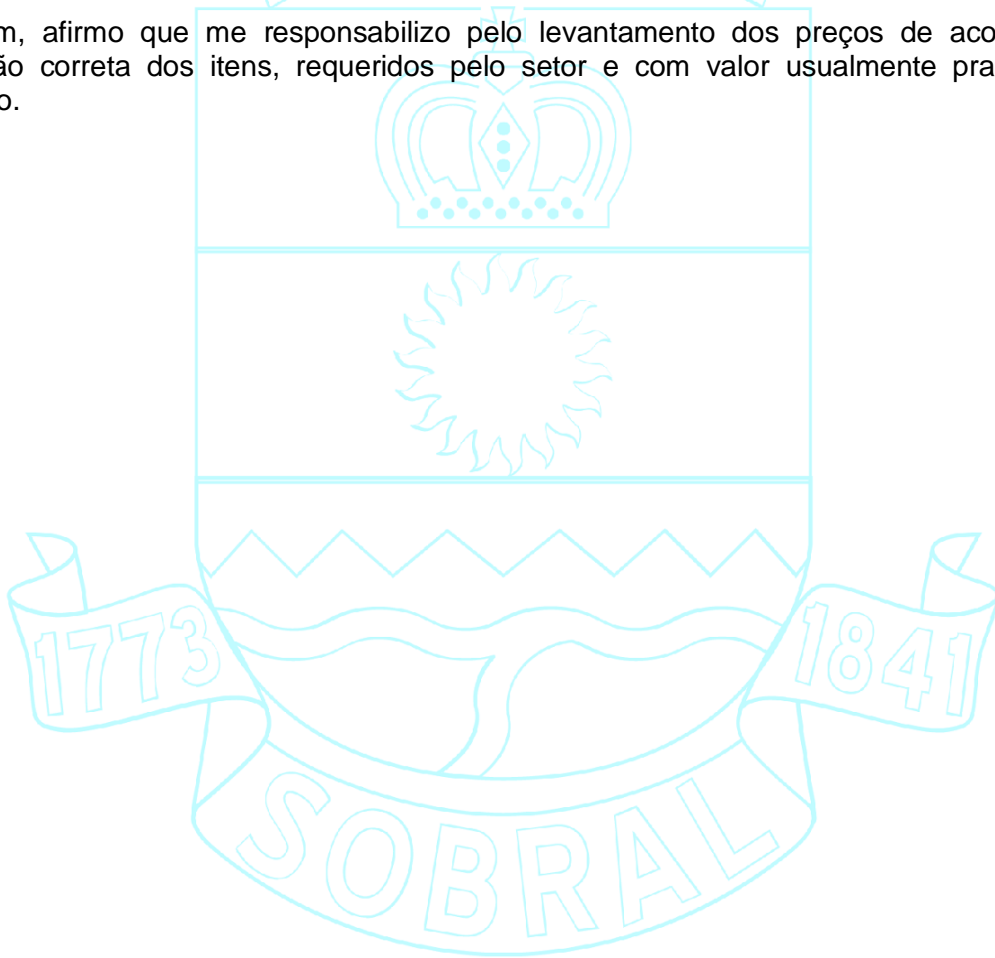 m, afirmo que me responsabilizo pelo levantamento dos preços de aco
ão correta dos itens, requeridos pelo setor e com valor usualmente pra
o.
1773
1841
SOBRAL